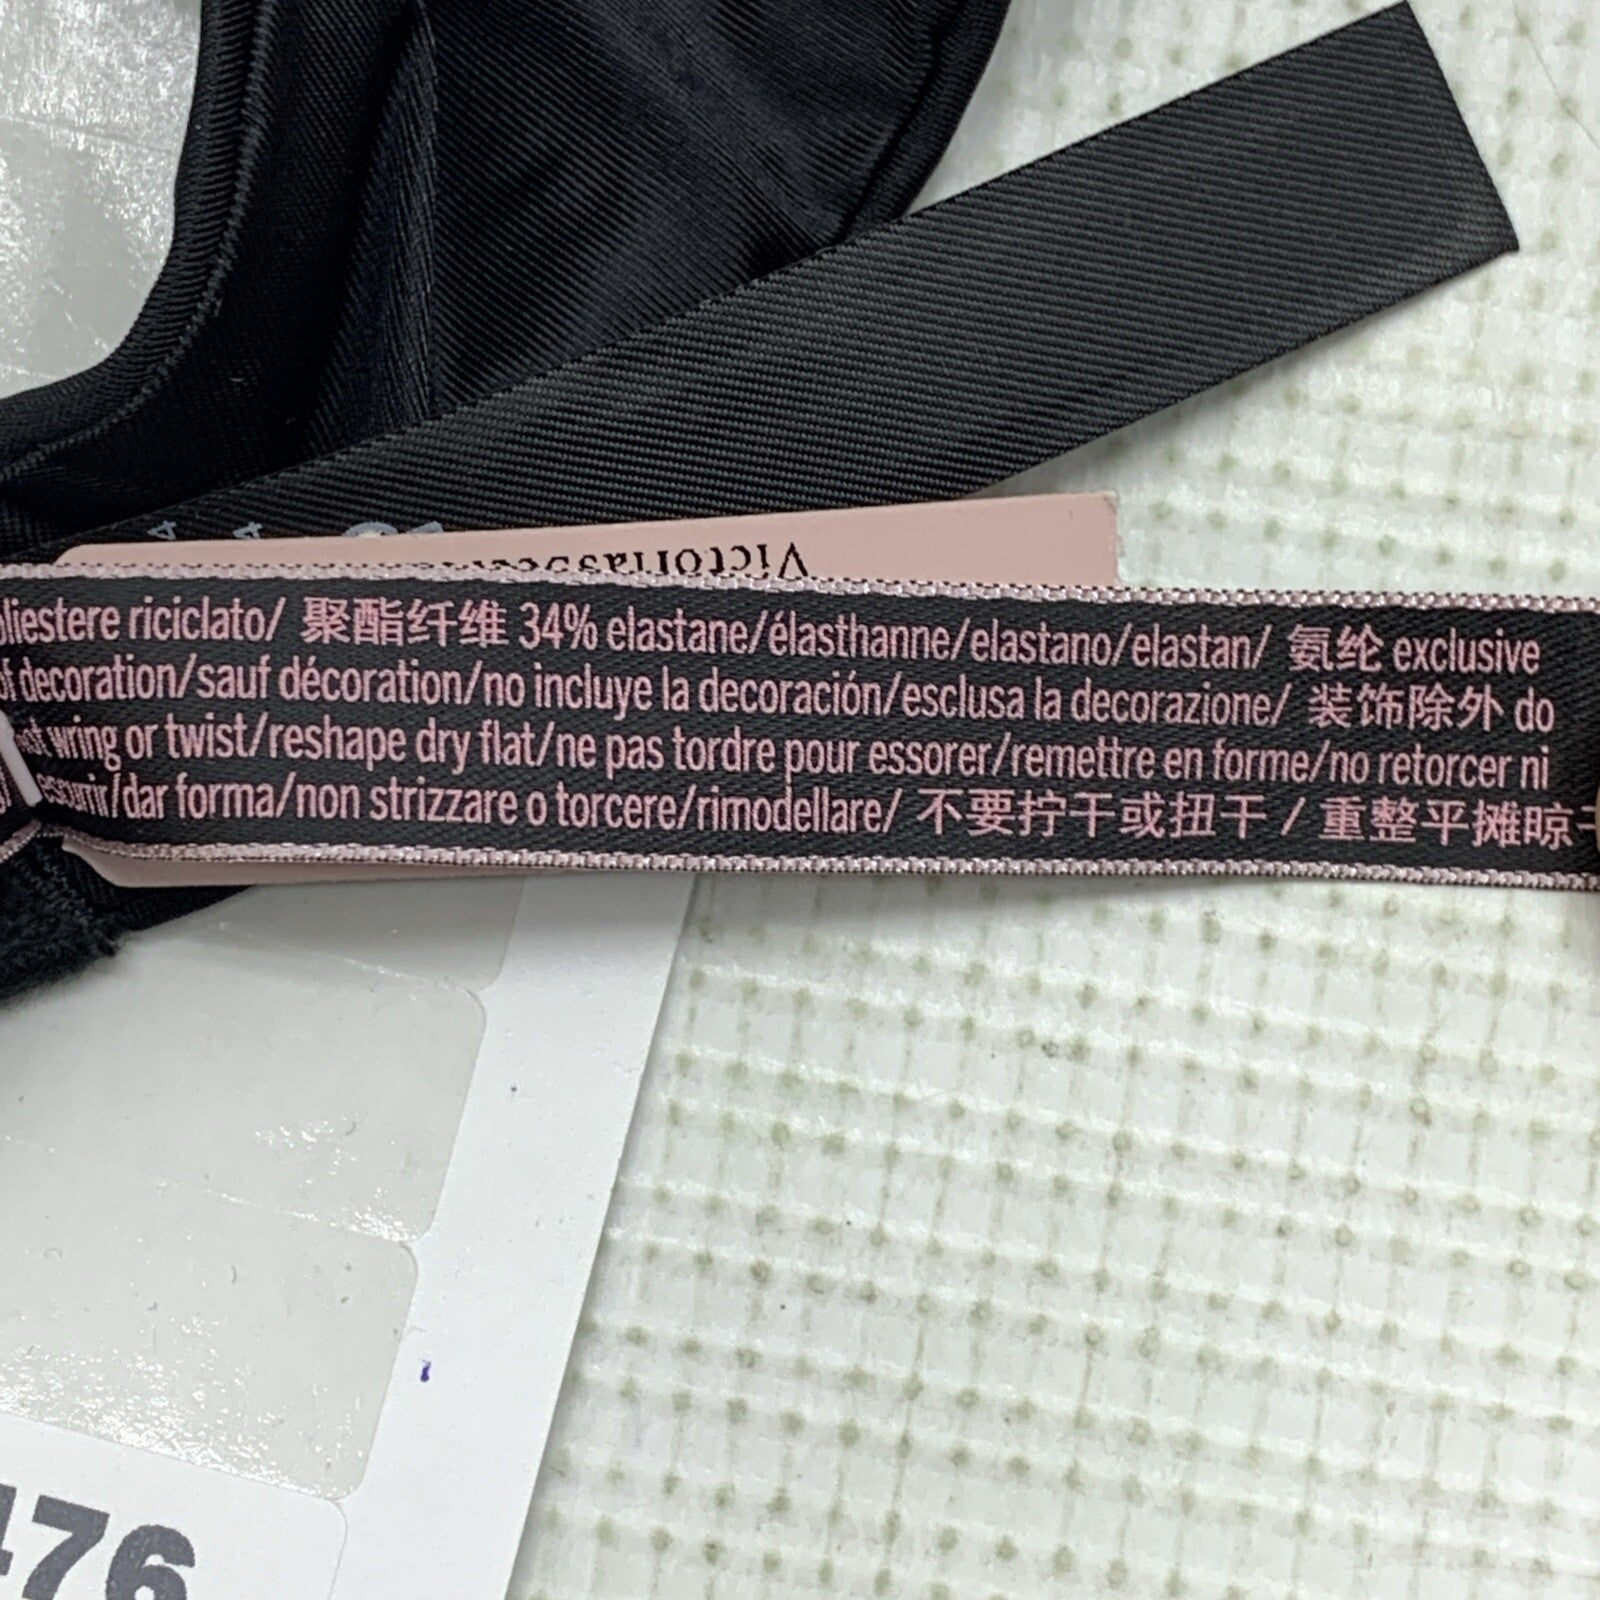 riciclato/ 聚酯纤维 34% elastane/élasthanne/elastano/elastan/ 氨纶 exclusive
of decoration/sauf décoration/no incluye la decoración/esclusa la decorazione/ 装饰除外 do
wring or twist/reshape dry flat/ne pas tordre pour essorer/remettre en forme/no retorcer ni
escurrir/dar forma/non strizzare o torcere/rimodellare/ 不要拧干或扭干 / 重整平摊晾
476